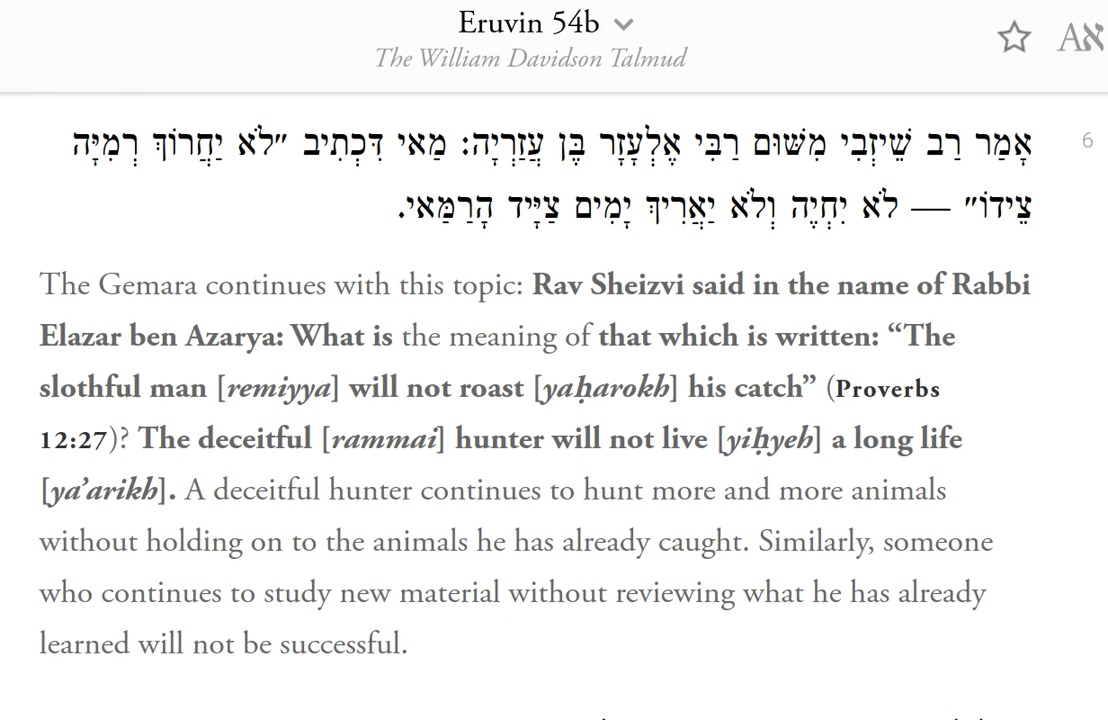 Eruvin 54b
The William Davidson Talmud
Aא
6
אָמַר רַב שֵׁיזְבִי מִשּׁוּם רַבִּי אֶלְעָזָר בֶּן עֲזַרְיָה: מַאי דִּכְתִיב ״לֹא יַחֲרוֹךְ רְמִיָּה
צֵידוֹ״ — לֹא יִחְיֶה וְלֹא יַאֲרִיךְ יָמִים צַיָּיד הָרַמַּאי.
The Gemara continues with this topic: Rav Sheizvi said in the name of Rabbi
Elazar ben Azarya: What is the meaning of that which is written: “The
slothful man [remiyya] will not roast [yaḥarokh] his catch” (Proverbs
12:27)? The deceitful [rammai] hunter will not live [yiḥyeh] a long life
[ya’arikh]. A deceitful hunter continues to hunt more and more animals
without holding on to the animals he has already caught. Similarly, someone
who continues to study new material without reviewing what he has already
learned will not be successful.